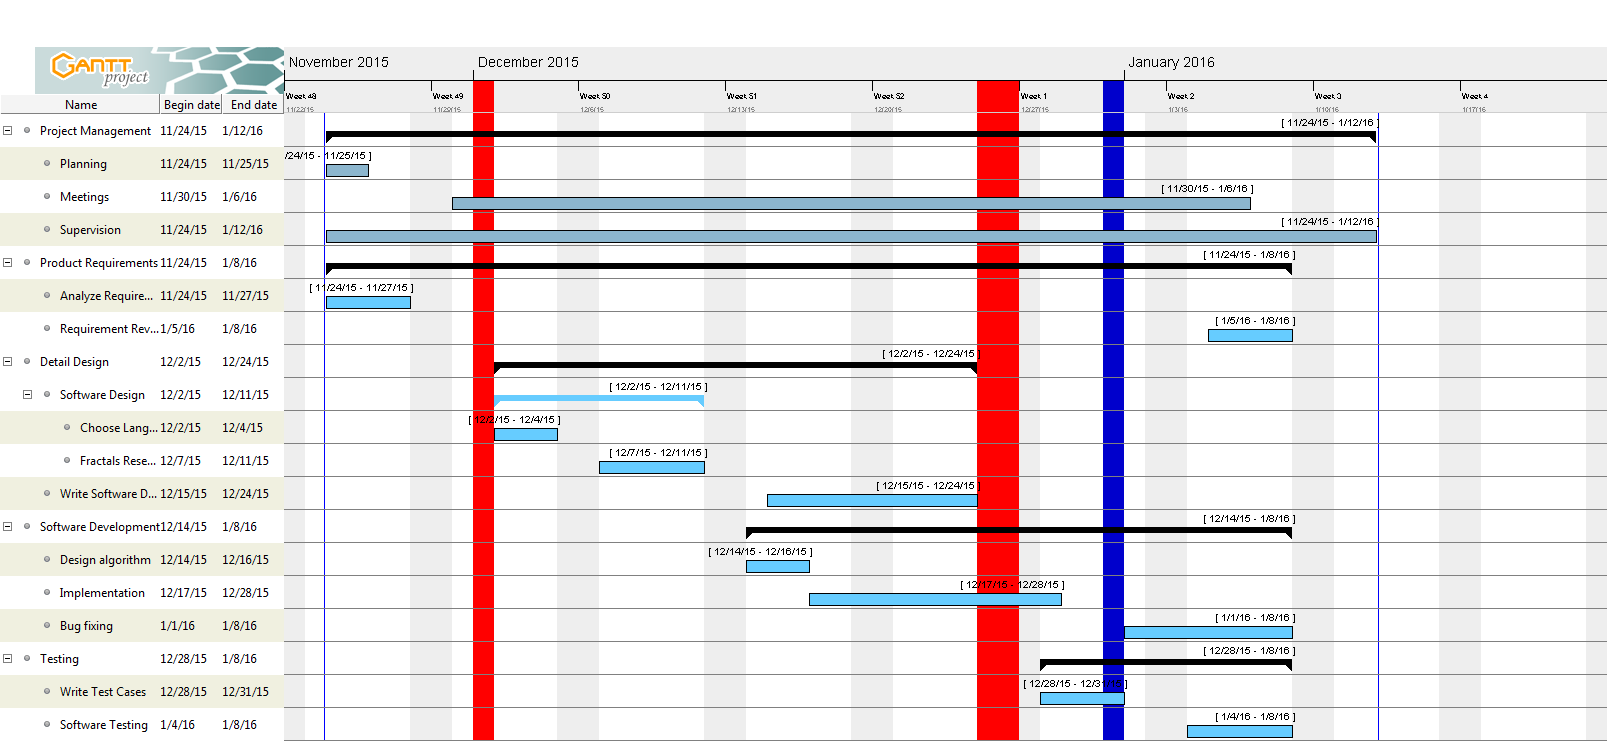 GANTT
project
November 2015 December 2015 January 2016
Name Begin date End date
Week 48 Week 49 Week 50 Week 51 Week 52 Week 1 Week 2 Week 3 Week 4
11/22/15 11/29/15 12/6/15 12/13/15 12/20/15 12/27/15 1/3/16 1/10/16 1/17/16
Project Management 11/24/15 1/12/16 [ 11/24/15 - 1/12/16 ]
Planning 11/24/15 11/25/15 /24/15 - 11/25/15 ]
Meetings 11/30/15 1/6/16 [ 11/30/15 - 1/6/16 ]
Supervision 11/24/15 1/12/16 [ 11/24/15 - 1/12/16 ]
Product Requirements 11/24/15 1/8/16 [ 11/24/15 - 1/8/16 ]
Analyze Require... 11/24/15 11/27/15 [ 11/24/15 - 11/27/15 ]
Requirement Rev... 1/5/16 1/8/16 [ 1/5/16 - 1/8/16 ]
Detail Design 12/2/15 12/24/15 [ 12/2/15 - 12/24/15 ]
Software Design 12/2/15 12/11/15 [ 12/2/15 - 12/11/15 ]
Choose Lang... 12/2/15 12/4/15 [ 12/2/15 - 12/4/15 ]
Fractals Rese... 12/7/15 12/11/15 [ 12/7/15 - 12/11/15 ]
Write Software D... 12/15/15 12/24/15 [ 12/15/15 - 12/24/15 ]
Software Development 12/14/15 1/8/16 [ 12/14/15 - 1/8/16 ]
Design algorithm 12/14/15 12/16/15 [ 12/14/15 - 12/16/15 ]
Implementation 12/17/15 12/28/15 [ 12/17/15 - 12/28/15 ]
Bug fixing 1/1/16 1/8/16 [ 1/1/16 - 1/8/16 ]
Testing 12/28/15 1/8/16 [ 12/28/15 - 1/8/16 ]
Write Test Cases 12/28/15 12/31/15 [ 12/28/15 - 12/31/15 ]
Software Testing 1/4/16 1/8/16 [ 1/4/16 - 1/8/16 ]